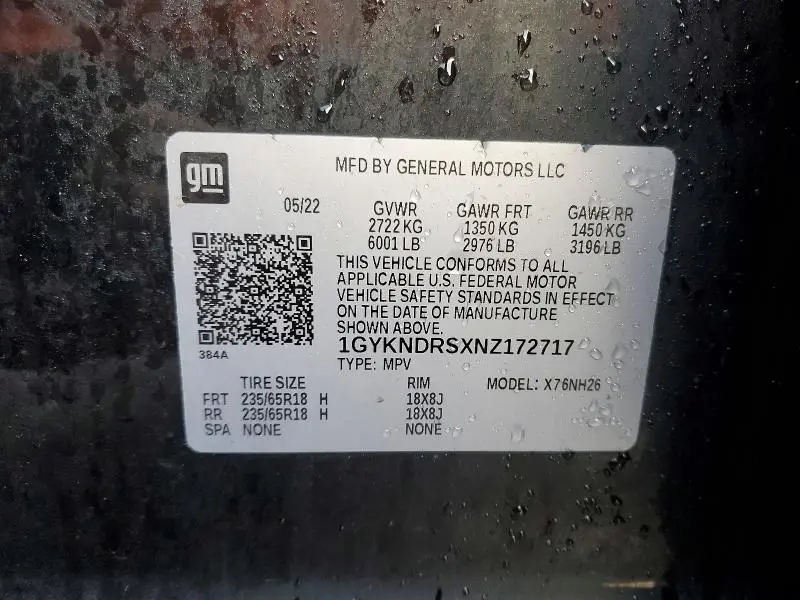 gm
MFD BY GENERAL MOTORS LLC
05/22 GVWR GAWR FRT GAWR RR
2722 KG 1350 KG 1450 KG
6001 LB 2976 LB 3196 LB
THIS VEHICLE CONFORMS TO ALL
APPLICABLE U.S. FEDERAL MOTOR
VEHICLE SAFETY STANDARDS IN EFFECT
ON THE DATE OF MANUFACTURE
SHOWN ABOVE.
384A
1GYKNDRSXNZ172717
TYPE: MPV
TIRE SIZE RIM MODEL: X76NH26
FRT 235/65R18 H 18X8J
RR 235/65R18 H 18X8J
SPA NONE NONE